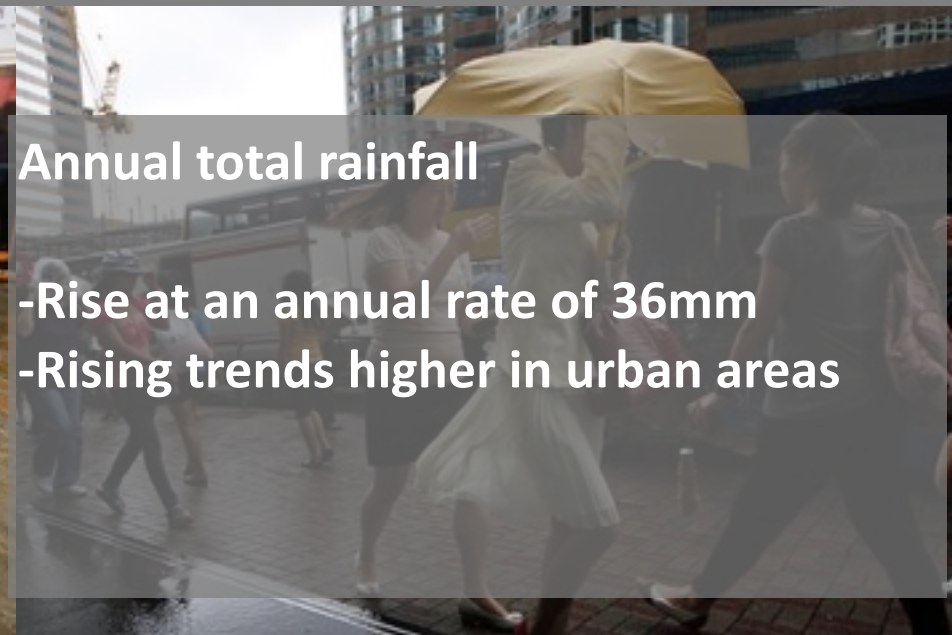 Annual total rainfall
-Rise at an annual rate of 36mm
-Rising trends higher in urban areas